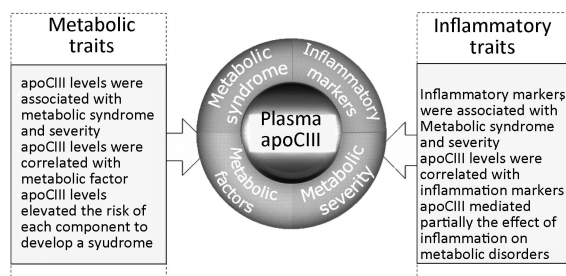 Metabolic
traits
apoCIII levels were
associated with
metabolic syndrome
and severity
apoCIII levels were
correlated with
metabolic factor
apoCIII levels
elevated the risk of
each component to
develop a syudrome
Metabolic
syndrome
Inflammatory
markers
Plasma
apoCIII
Metabolic
factors
Metabolic
severity
Inflammatory
traits
Inflammatory markers
were associated with
Metabolic syndrome
and severity
apoCIII levels were
correlated with
inflammation markers
apoCIII mediated
partially the effect of
inflammation on
metabolic disorders